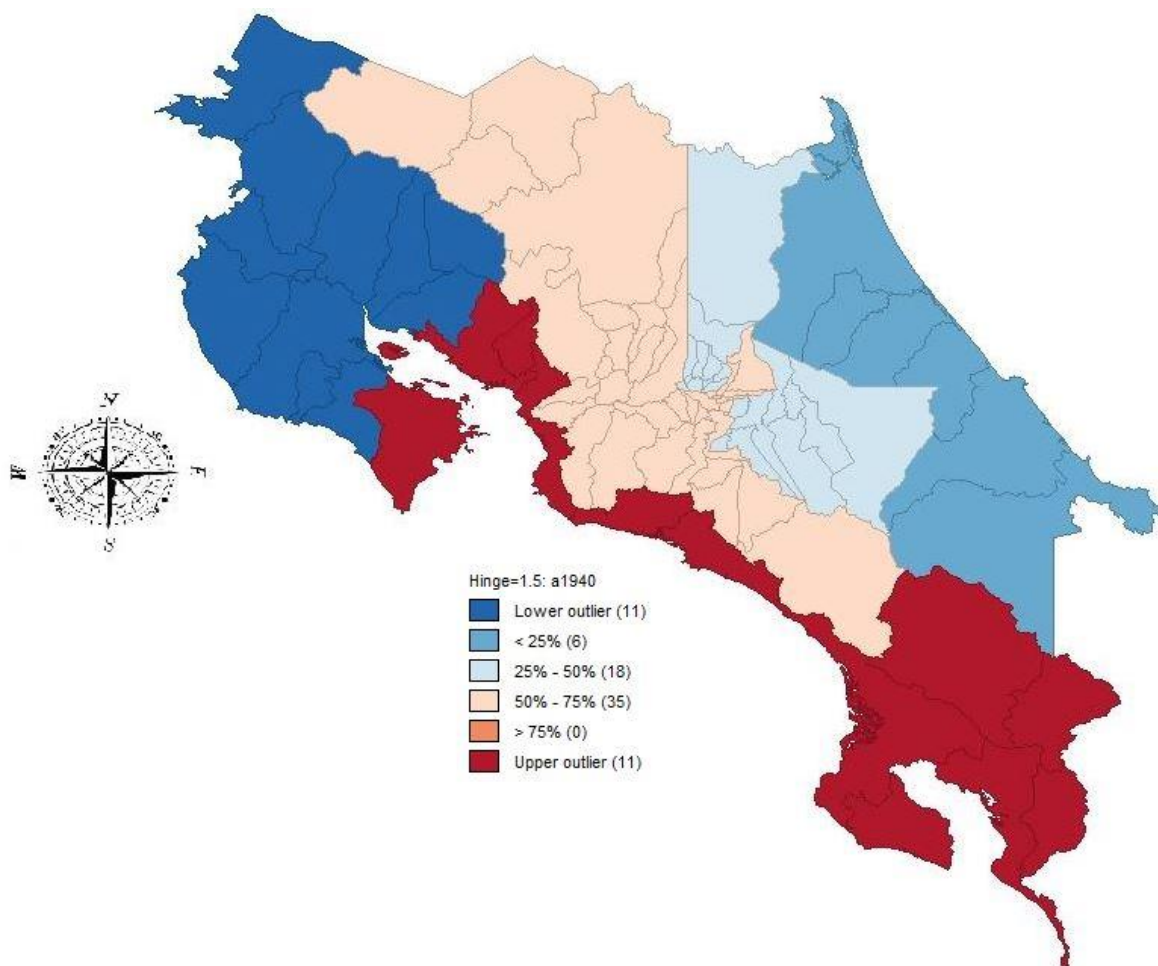 N
W
E
S
Hinge=1.5: a1940
Lower outlier (11)
< 25% (6)
25% - 50% (18)
50% - 75% (35)
> 75% (0)
Upper outlier (11)